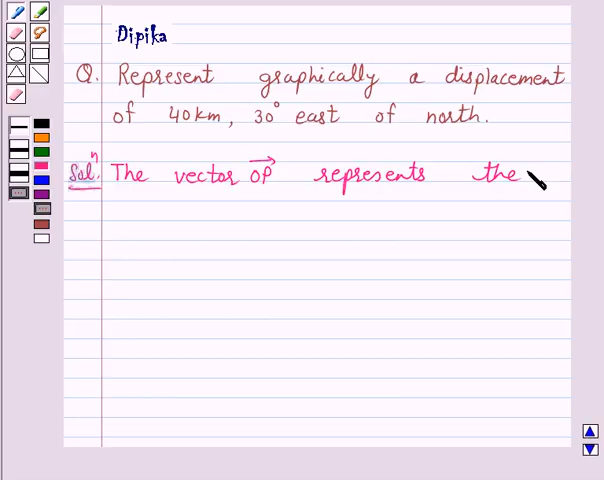 Dipika
Q. Represent graphically a displacement
of 40km, 30° east of north.
Solⁿ. The vector OP⃗ represents the